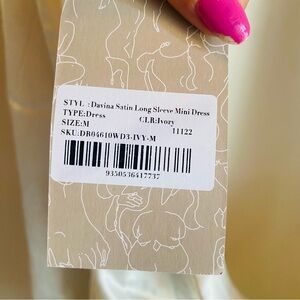 STYL :Davina Satin Long Sleeve Mini Dress
TYPE:Dress CLR:Ivory
SIZE:M 11122
SKU:DR04610WD3-IVY-M
9350536417737